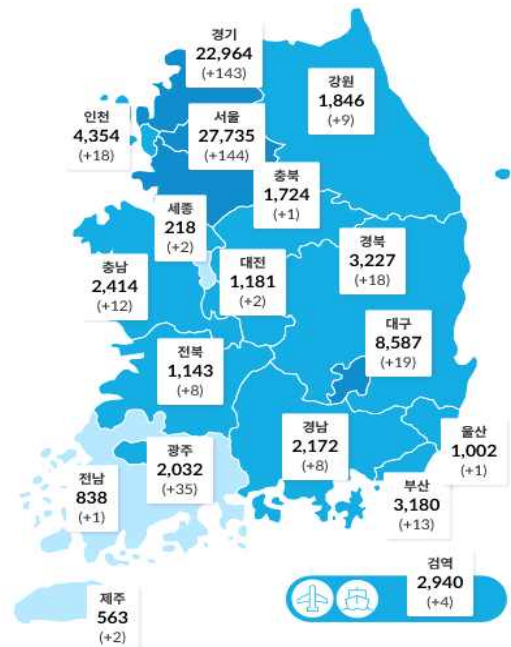 경기
22,964
(+143)
강원
1,846
(+9)
인천
4,354
(+18)
서울
27,735
(+144)
충북
1,724
(+1)
세종
218
(+2)
경북
3,227
(+18)
충남
2,414
(+12)
대전
1,181
(+2)
대구
8,587
(+19)
전북
1,143
(+8)
경남
2,172
(+8)
울산
1,002
(+1)
광주
2,032
(+35)
전남
838
(+1)
부산
3,180
(+13)
검역
2,940
(+4)
제주
563
(+2)